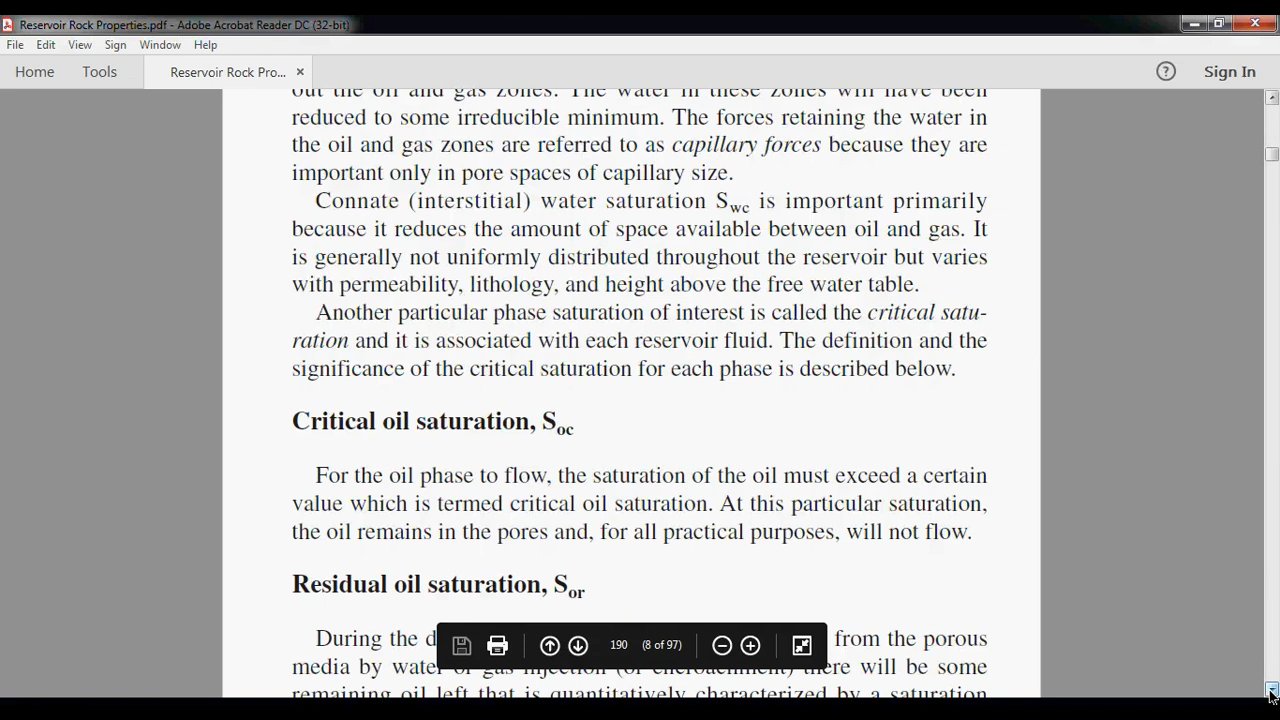 Reservoir Rock Properties.pdf - Adobe Acrobat Reader DC (32-bit)
File Edit View Sign Window Help
Home Tools Reservoir Rock Pro... × ? Sign In
out the oil and gas zones. The water in these zones will have been
reduced to some irreducible minimum. The forces retaining the water in
the oil and gas zones are referred to as capillary forces because they are
important only in pore spaces of capillary size.
Connate (interstitial) water saturation Swc is important primarily
because it reduces the amount of space available between oil and gas. It
is generally not uniformly distributed throughout the reservoir but varies
with permeability, lithology, and height above the free water table.
Another particular phase saturation of interest is called the critical satu-
ration and it is associated with each reservoir fluid. The definition and the
significance of the critical saturation for each phase is described below.
Critical oil saturation, Soc
For the oil phase to flow, the saturation of the oil must exceed a certain
value which is termed critical oil saturation. At this particular saturation,
the oil remains in the pores and, for all practical purposes, will not flow.
Residual oil saturation, Sor
During the d from the porous
190 (8 of 97)
media by water or gas injection (or encroachment) there will be some
remaining oil left that is quantitatively characterized by a saturation